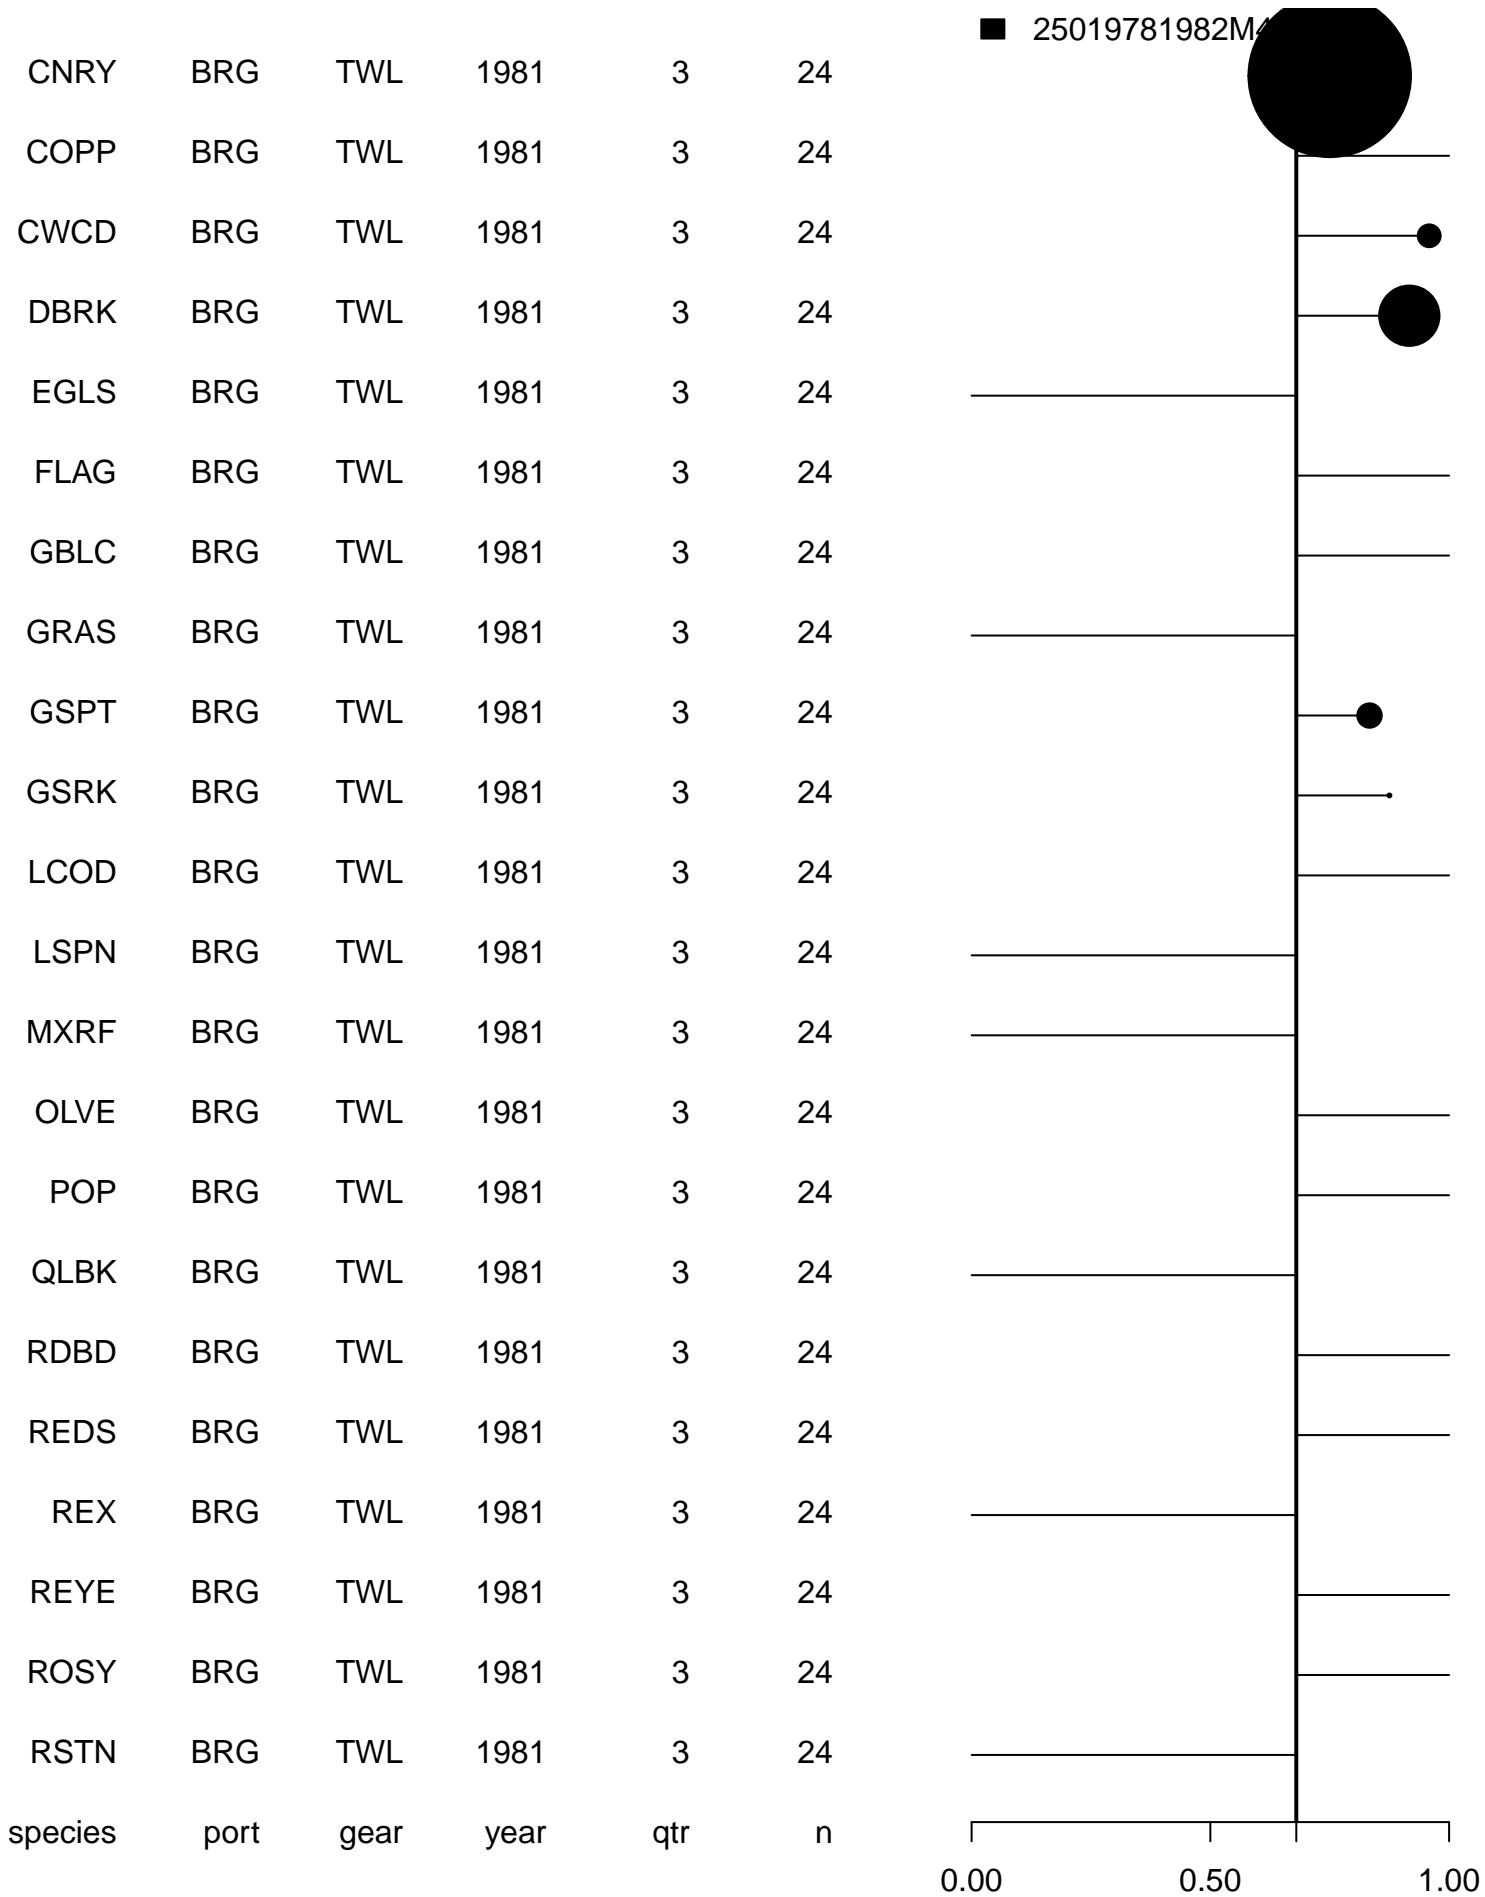 25019781982M4
CNRY BRG TWL 1981 3 24
COPP BRG TWL 1981 3 24
CWCD BRG TWL 1981 3 24
DBRK BRG TWL 1981 3 24
EGLS BRG TWL 1981 3 24
FLAG BRG TWL 1981 3 24
GBLC BRG TWL 1981 3 24
GRAS BRG TWL 1981 3 24
GSPT BRG TWL 1981 3 24
GSRK BRG TWL 1981 3 24
LCOD BRG TWL 1981 3 24
LSPN BRG TWL 1981 3 24
MXRF BRG TWL 1981 3 24
OLVE BRG TWL 1981 3 24
POP BRG TWL 1981 3 24
QLBK BRG TWL 1981 3 24
RDBD BRG TWL 1981 3 24
REDS BRG TWL 1981 3 24
REX BRG TWL 1981 3 24
REYE BRG TWL 1981 3 24
ROSY BRG TWL 1981 3 24
RSTN BRG TWL 1981 3 24
species port gear year qtr n
0.00 0.50 1.00